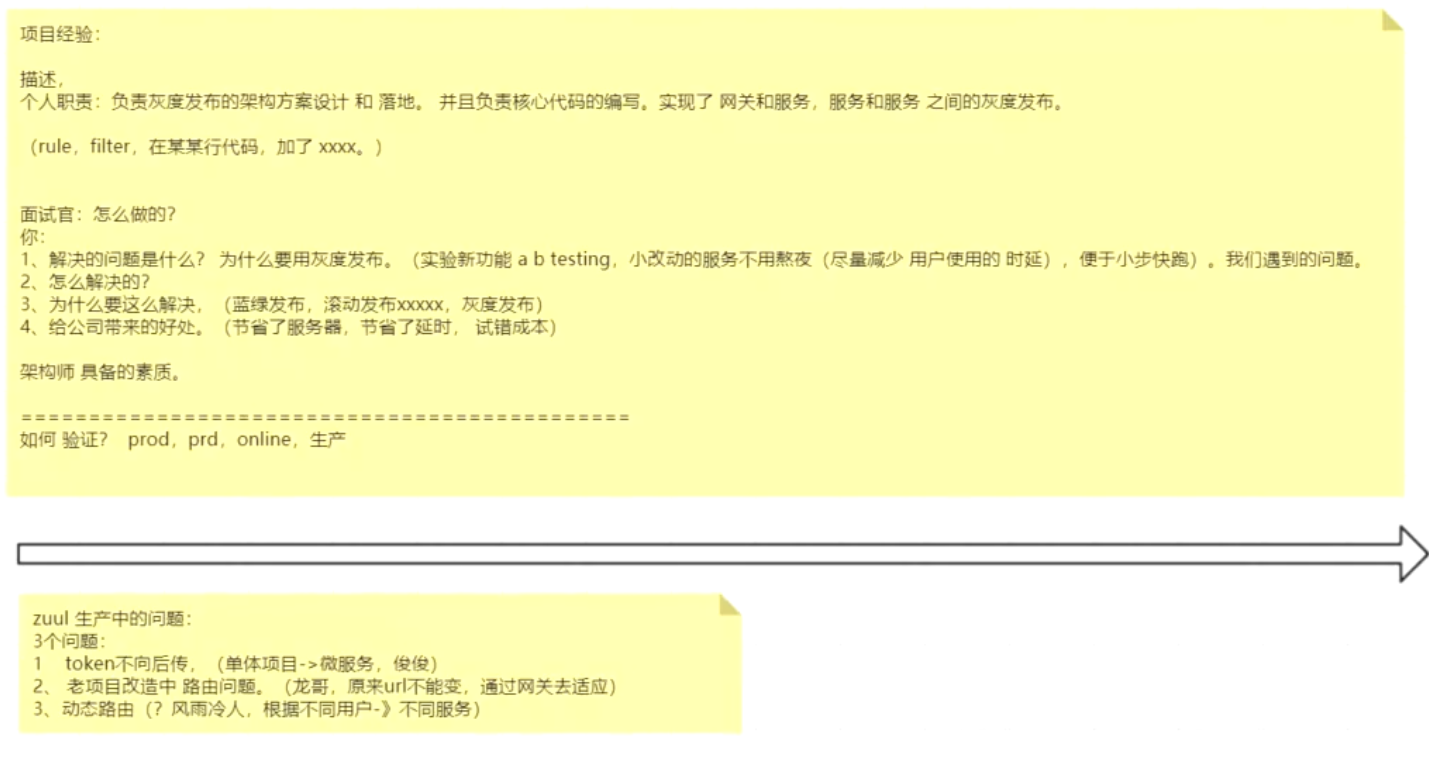 项目经验：
描述，
个人职责：负责灰度发布的架构方案设计 和 落地。 并且负责核心代码的编写。实现了 网关和服务，服务和服务 之间的灰度发布。
（rule，filter，在某某行代码，加了 xxxx。）
面试官：怎么做的？
你：
1、解决的问题是什么？ 为什么要用灰度发布。（实验新功能 a b testing，小改动的服务不用熬夜（尽量减少 用户使用的 时延），便于小步快跑）。我们遇到的问题。
2、怎么解决的？
3、为什么要这么解决，（蓝绿发布，滚动发布xxxxx，灰度发布）
4、给公司带来的好处。（节省了服务器，节省了延时， 试错成本）
架构师 具备的素质。
=============================================
如何 验证？ prod，prd，online，生产
zuul 生产中的问题：
3个问题：
1 token不向后传，（单体项目->微服务，俊俊）
2、 老项目改造中 路由问题。（龙哥，原来url不能变，通过网关去适应）
3、动态路由（？风雨冷人，根据不同用户-》不同服务）